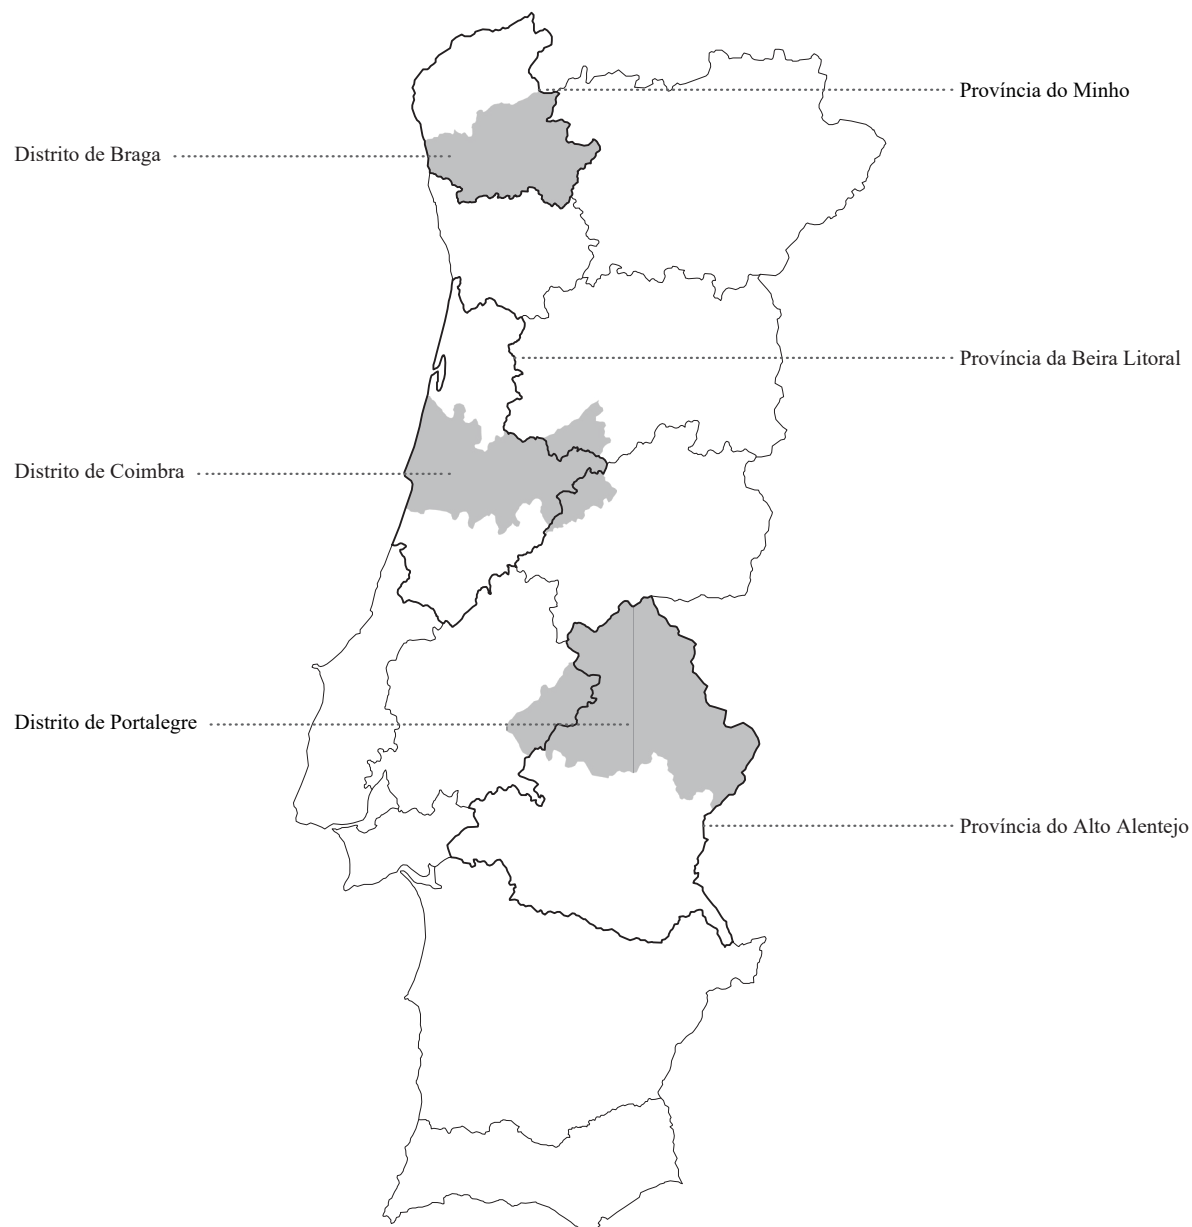 Província do Minho
Distrito de Braga
Província da Beira Litoral
Distrito de Coimbra
Distrito de Portalegre
Província do Alto Alentejo